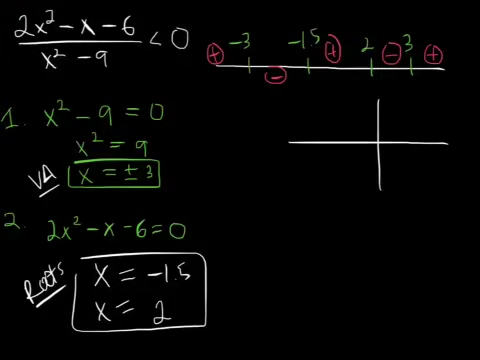 2x² - x - 6
x² - 9
< 0
⊕ -3 ⊖ -1.5 ⊕ 2 ⊖ 3 ⊕
1. x² - 9 = 0
x² = 9
VA x = ± 3
2. 2x² - x - 6 = 0
Roots x = -1.5
x = 2